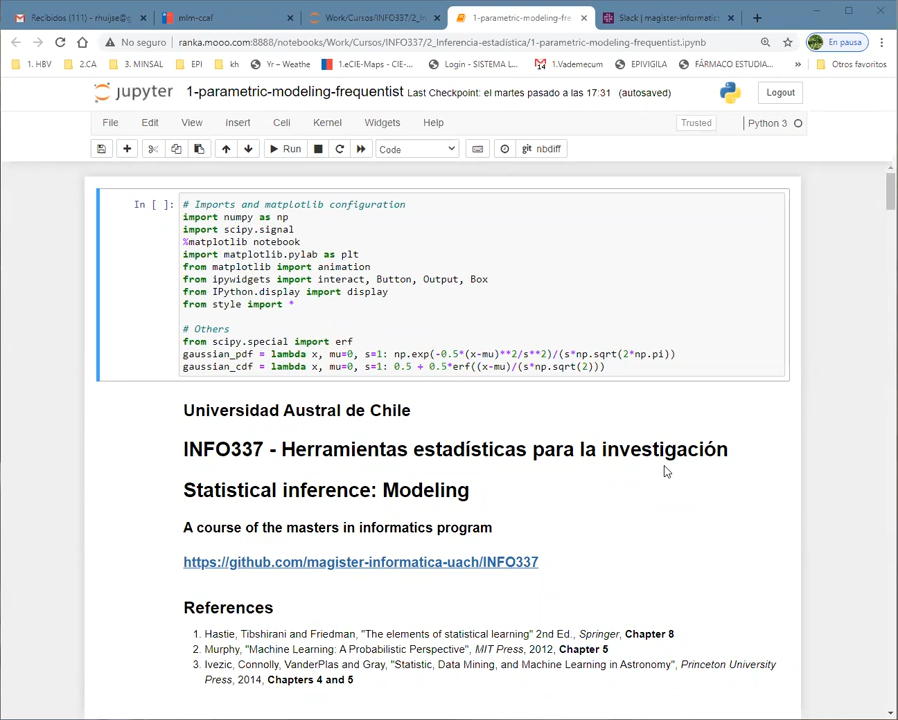 Recibidos (111) - rhuijse@g
mlm-ccaf
Work/Cursos/INFO337/2_In
1-parametric-modeling-fre
Slack | magister-informatic
No seguro
ranka.mooo.com:8888/notebooks/Work/Cursos/INFO337/2_Inferencia-estadística/1-parametric-modeling-frequentist.ipynb
En pausa
1. HBV
2.CA
3. MINSAL
EPI
kh
Yr – Weathe
1.eCIE-Maps - CIE-...
Login - SISTEMA L...
1.Vademecum
EPIVIGILA
FÁRMACO ESTUDIA...
»
Otros favoritos
jupyter 1-parametric-modeling-frequentist Last Checkpoint: el martes pasado a las 17:31 (autosaved)
Logout
File Edit View Insert Cell Kernel Widgets Help
Trusted
Python 3
Run
Code
git nbdiff
In [ ]:
# Imports and matplotlib configuration
import numpy as np
import scipy.signal
%matplotlib notebook
import matplotlib.pylab as plt
from matplotlib import animation
from ipywidgets import interact, Button, Output, Box
from IPython.display import display
from style import *
# Others
from scipy.special import erf
gaussian_pdf = lambda x, mu=0, s=1: np.exp(-0.5*(x-mu)**2/s**2)/(s*np.sqrt(2*np.pi))
gaussian_cdf = lambda x, mu=0, s=1: 0.5 + 0.5*erf((x-mu)/(s*np.sqrt(2)))
Universidad Austral de Chile
INFO337 - Herramientas estadísticas para la investigación
Statistical inference: Modeling
A course of the masters in informatics program
https://github.com/magister-informatica-uach/INFO337
References
1. Hastie, Tibshirani and Friedman, "The elements of statistical learning" 2nd Ed., Springer, Chapter 8
2. Murphy, "Machine Learning: A Probabilistic Perspective", MIT Press, 2012, Chapter 5
3. Ivezic, Connolly, VanderPlas and Gray, "Statistic, Data Mining, and Machine Learning in Astronomy", Princeton University
Press, 2014, Chapters 4 and 5